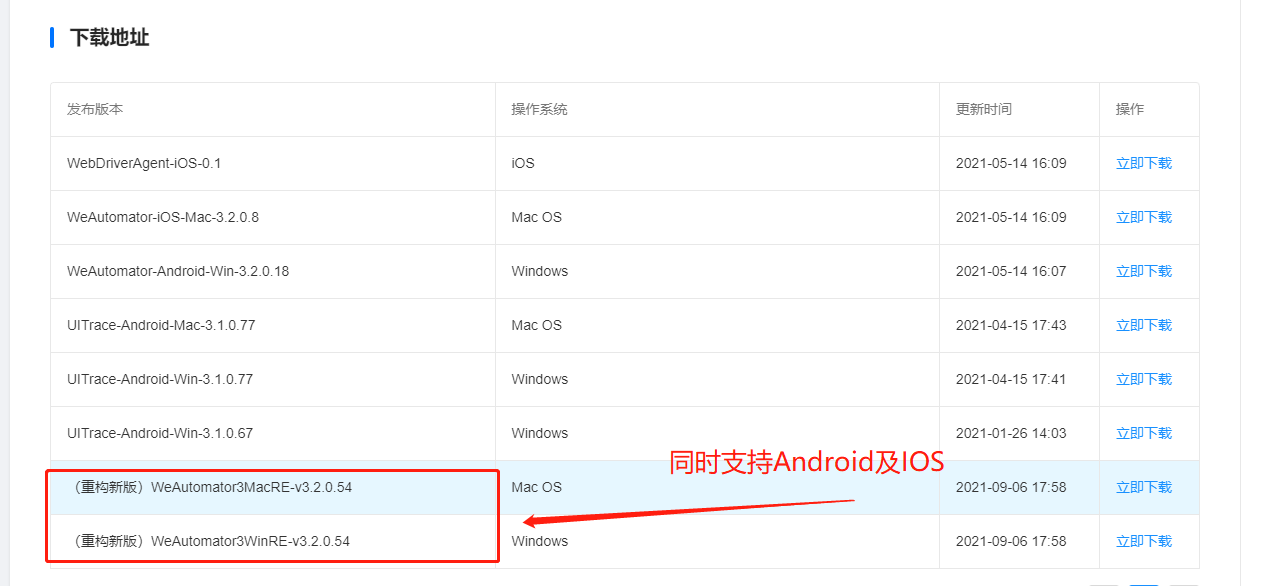 下载地址
发布版本 操作系统 更新时间 操作
WebDriverAgent-iOS-0.1 iOS 2021-05-14 16:09 立即下载
WeAutomator-iOS-Mac-3.2.0.8 Mac OS 2021-05-14 16:09 立即下载
WeAutomator-Android-Win-3.2.0.18 Windows 2021-05-14 16:07 立即下载
UITrace-Android-Mac-3.1.0.77 Mac OS 2021-04-15 17:43 立即下载
UITrace-Android-Win-3.1.0.77 Windows 2021-04-15 17:41 立即下载
UITrace-Android-Win-3.1.0.67 Windows 2021-01-26 14:03 立即下载
同时支持Android及IOS
（重构新版）WeAutomator3MacRE-v3.2.0.54 Mac OS 2021-09-06 17:58 立即下载
（重构新版）WeAutomator3WinRE-v3.2.0.54 Windows 2021-09-06 17:58 立即下载